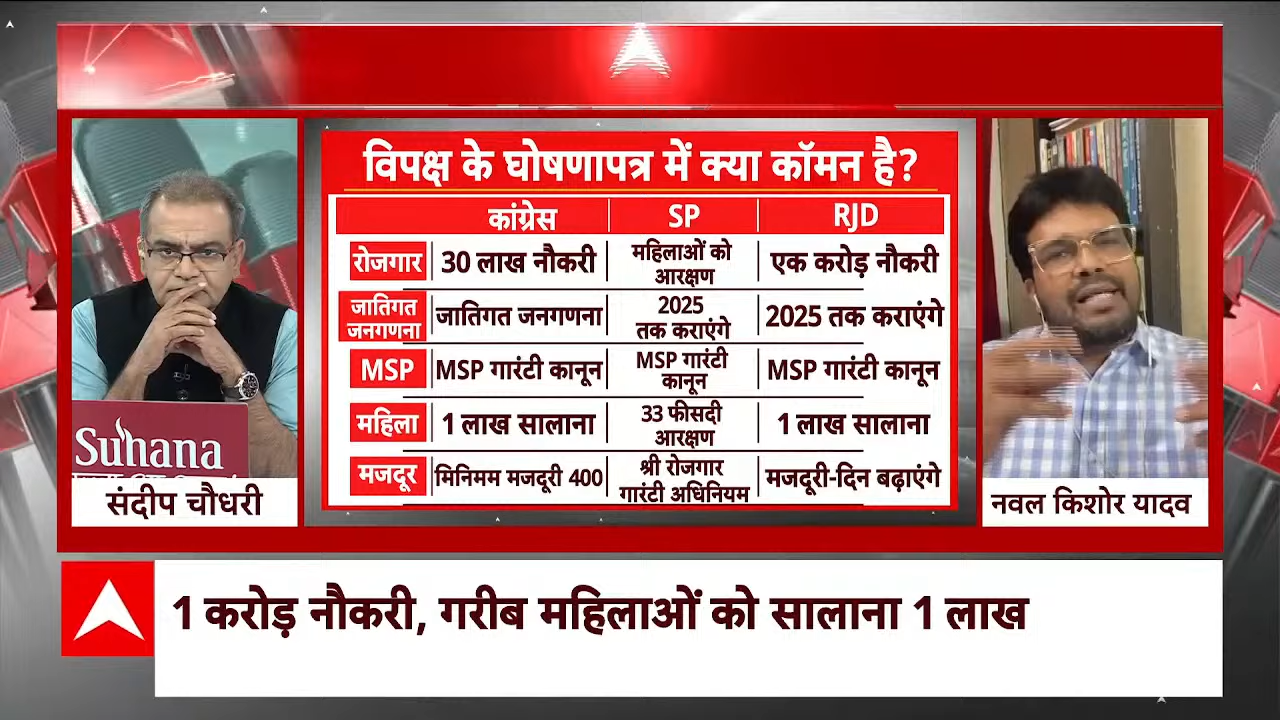 विपक्ष के घोषणापत्र में क्या कॉमन है?
कांग्रेस SP RJD
रोजगार 30 लाख नौकरी महिलाओं को आरक्षण एक करोड़ नौकरी
जातिगत जनगणना जातिगत जनगणना 2025 तक कराएंगे 2025 तक कराएंगे
MSP MSP गारंटी कानून MSP गारंटी कानून MSP गारंटी कानून
महिला 1 लाख सालाना 33 फीसदी आरक्षण 1 लाख सालाना
मजदूर मिनिमम मजदूरी 400 श्री रोजगार गारंटी अधिनियम मजदूरी-दिन बढ़ाएंगे
Suhana
संदीप चौधरी
नवल किशोर यादव
1 करोड़ नौकरी, गरीब महिलाओं को सालाना 1 लाख